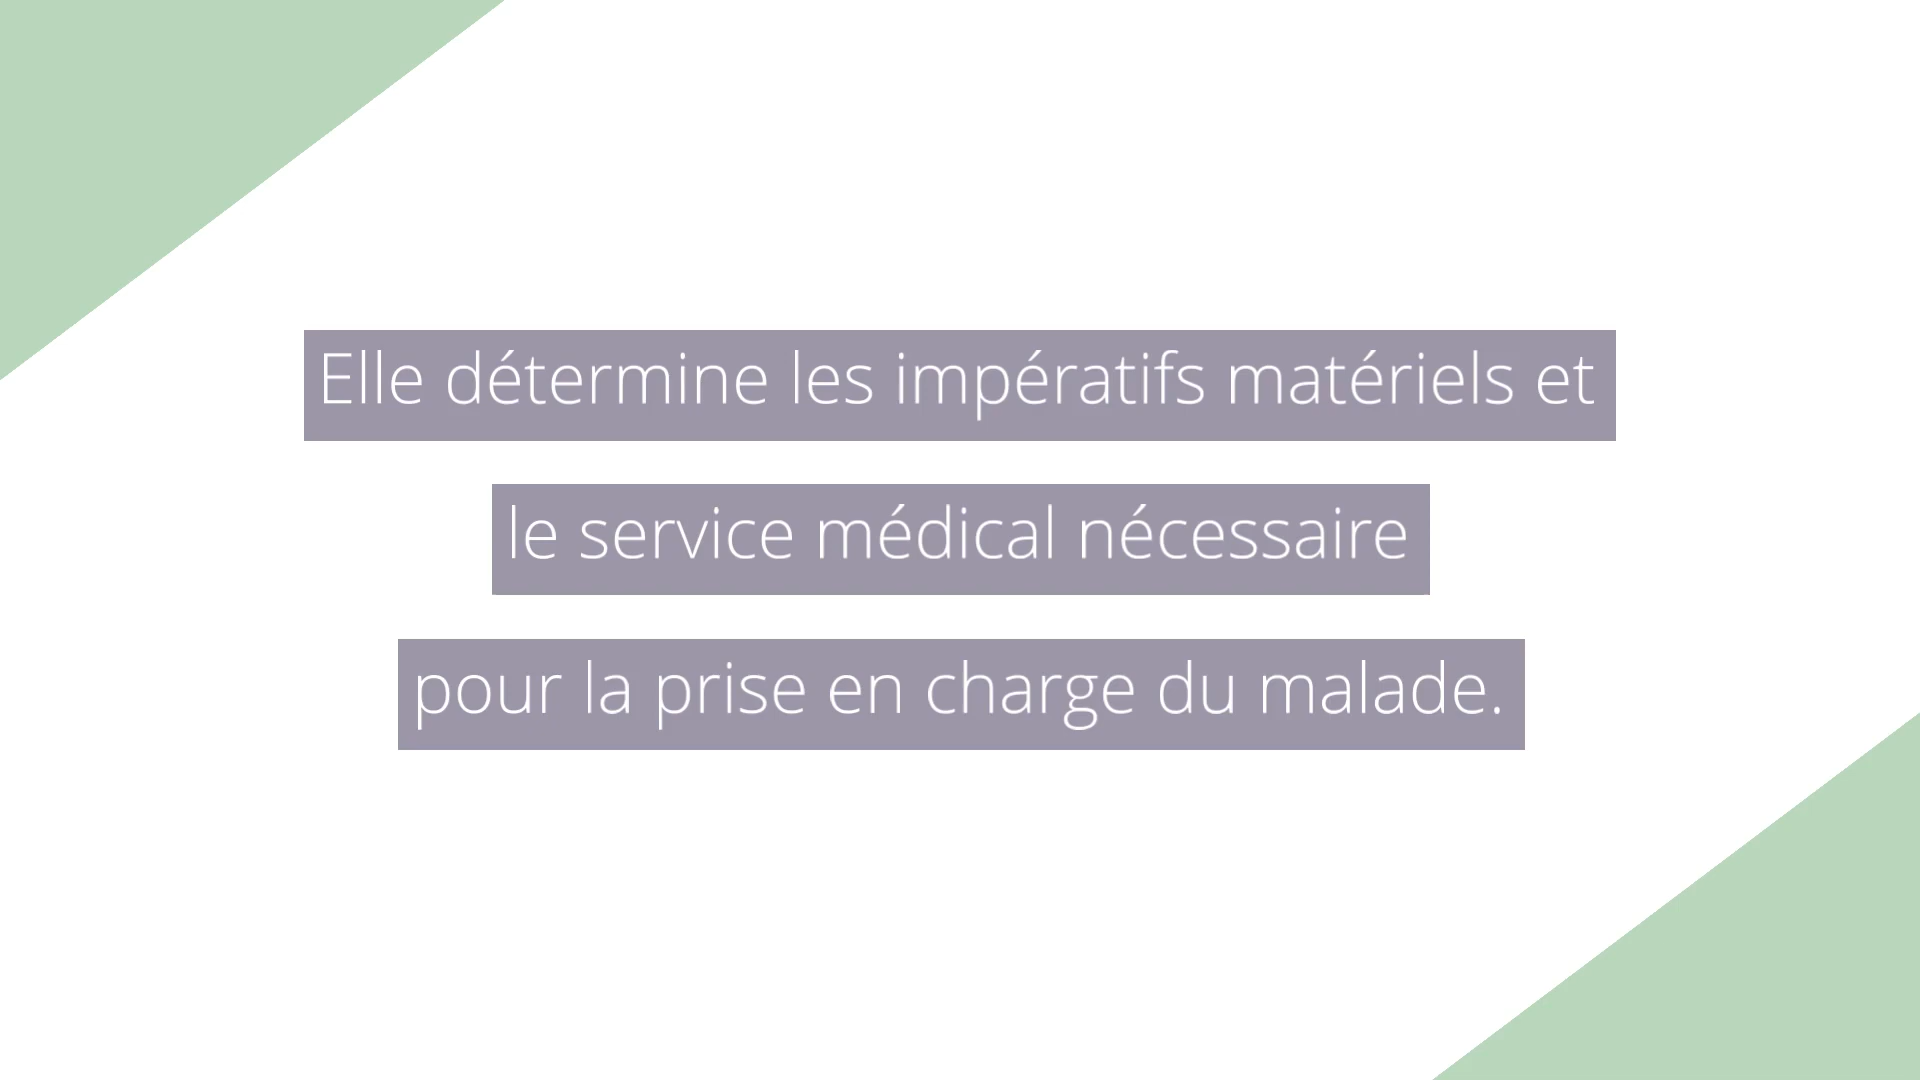 Elle détermine les impératifs matériels et
le service médical nécessaire
pour la prise en charge du malade.